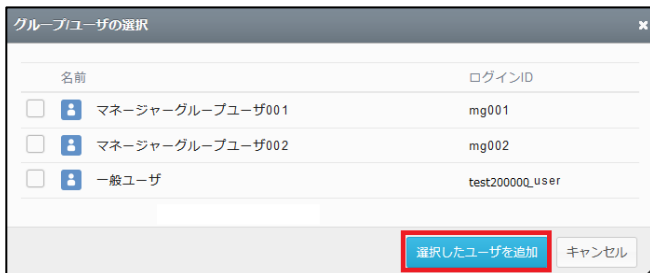 グループ/ユーザの選択 ×
名前 ログインID
マネージャーグループユーザ001 mg001
マネージャーグループユーザ002 mg002
一般ユーザ test200000_user
選択したユーザを追加 キャンセル